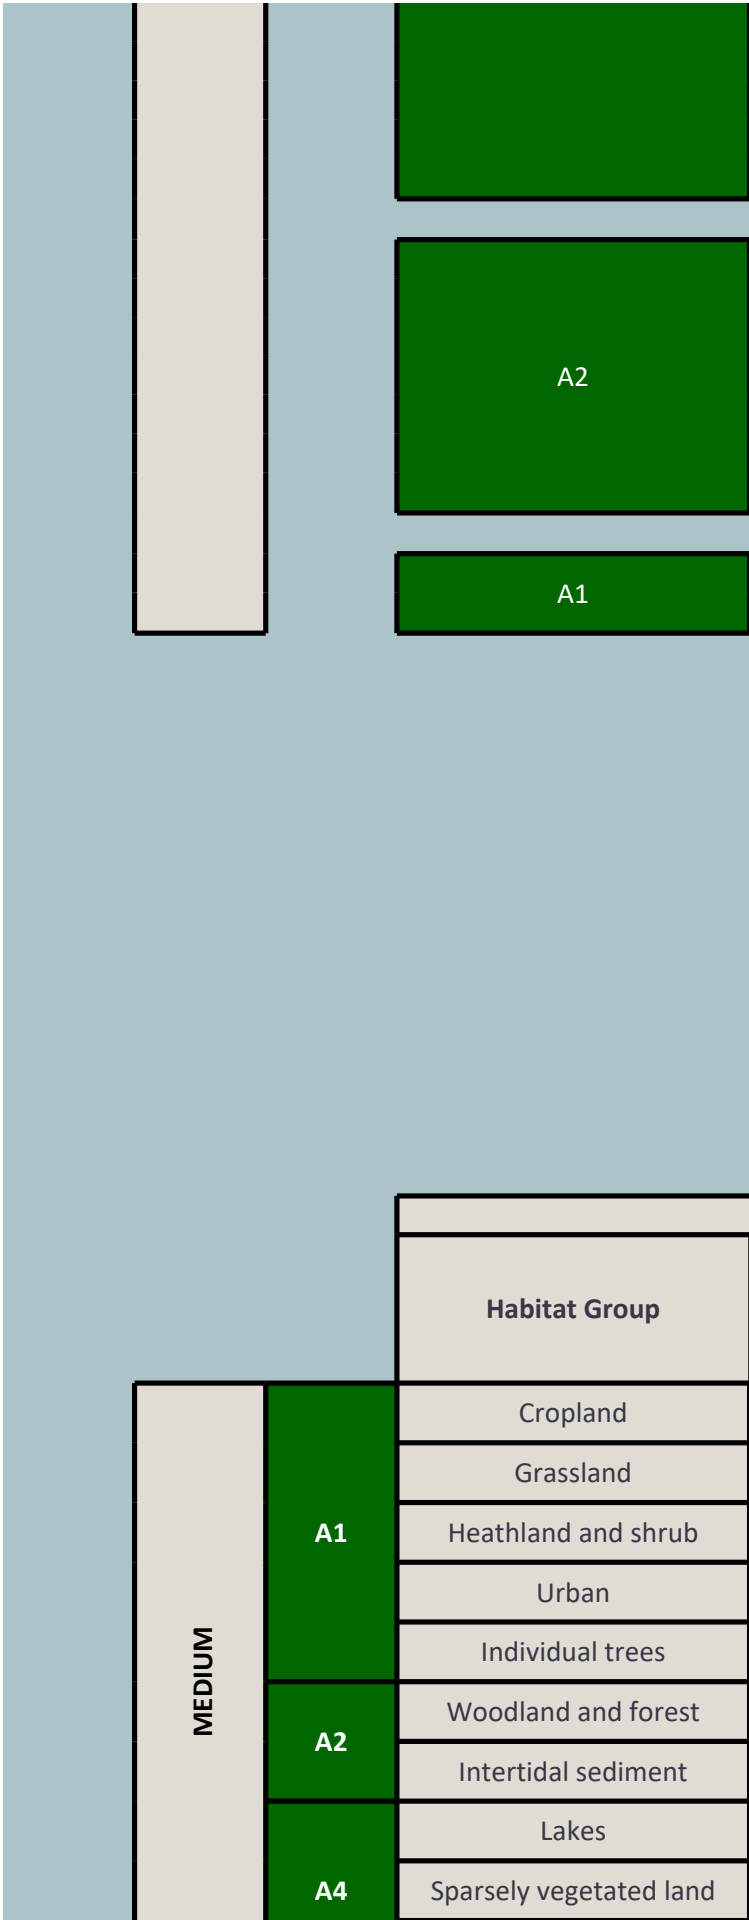 A2
A1
Habitat Group
Cropland
Grassland
A1
Heathland and shrub
Urban
Individual trees
MEDIUM
Woodland and forest
A2
Intertidal sediment
Lakes
A4
Sparsely vegetated land